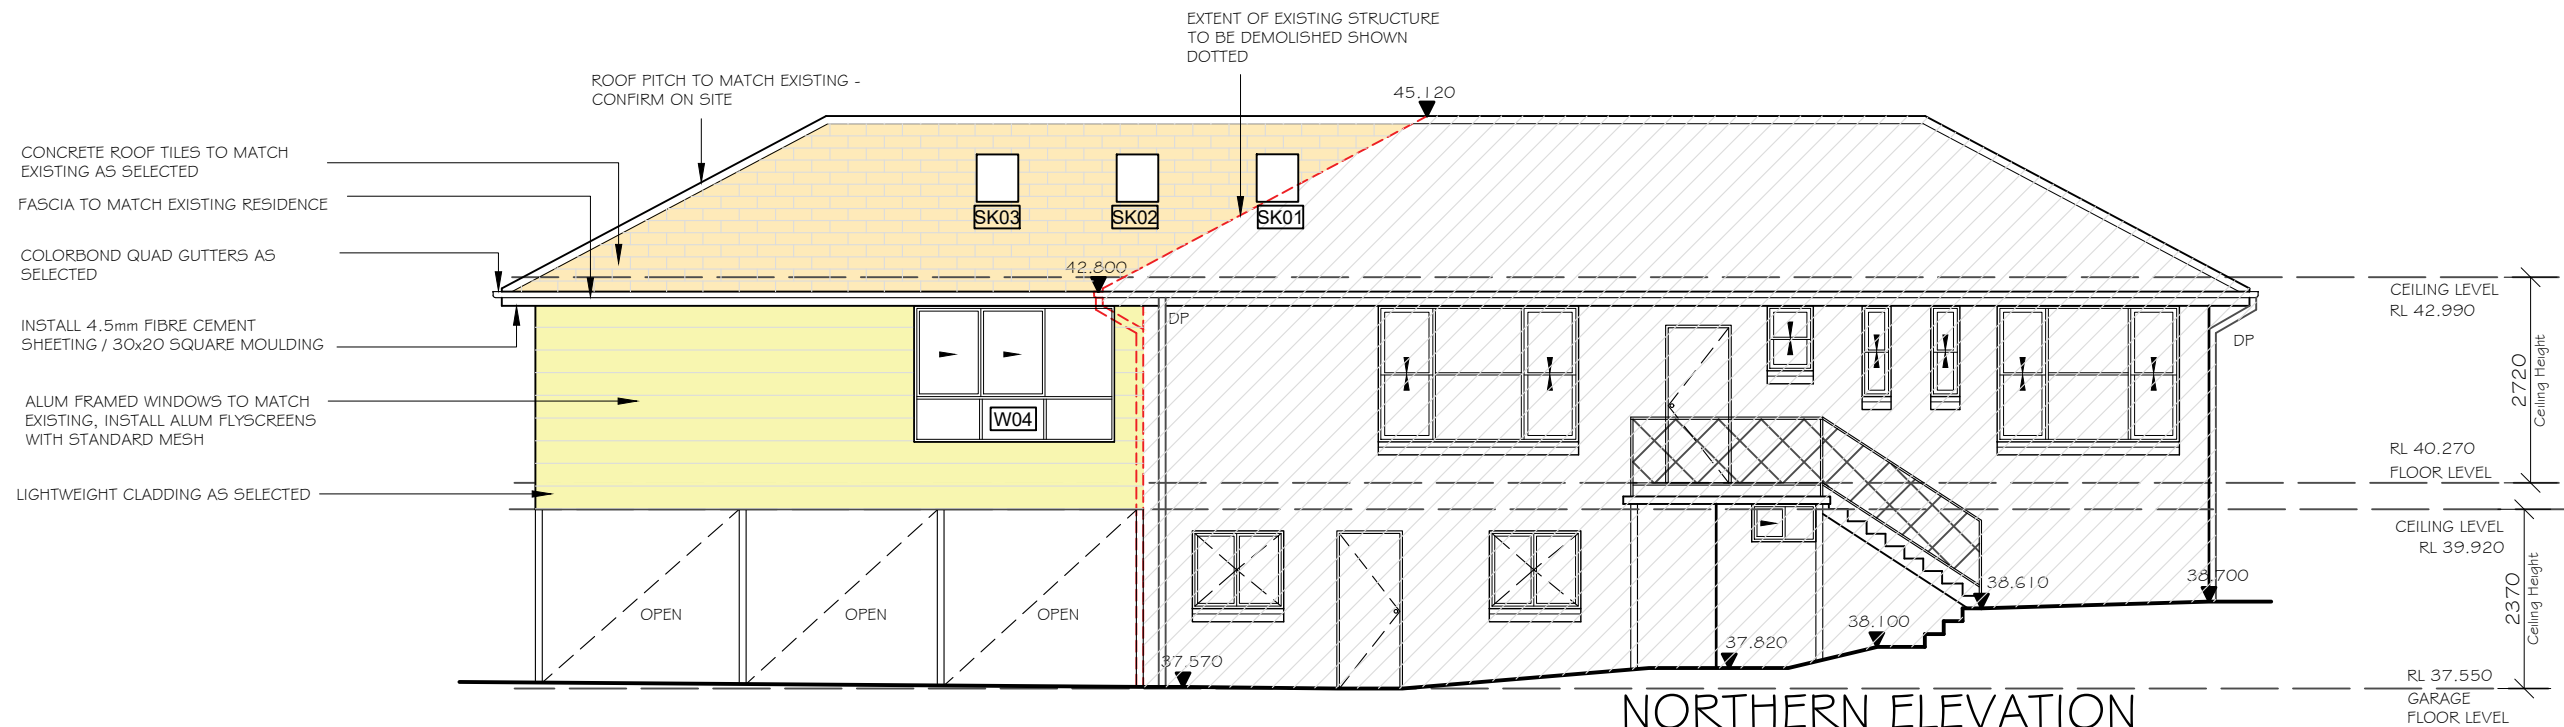 EXTENT OF EXISTING STRUCTURE
TO BE DEMOLISHED SHOWN
DOTTED
ROOF PITCH TO MATCH EXISTING -
CONFIRM ON SITE
45.120
CONCRETE ROOF TILES TO MATCH
EXISTING AS SELECTED
FASCIA TO MATCH EXISTING RESIDENCE
SK03
SK02
SK01
COLORBOND QUAD GUTTERS AS
SELECTED
42.800
CEILING LEVEL
RL 42.990
INSTALL 4.5mm FIBRE CEMENT
SHEETING / 30x20 SQUARE MOULDING
DP
DP
2720
Ceiling Height
ALUM FRAMED WINDOWS TO MATCH
EXISTING, INSTALL ALUM FLYSCREENS
WITH STANDARD MESH
W04
RL 40.270
FLOOR LEVEL
LIGHTWEIGHT CLADDING AS SELECTED
CEILING LEVEL
RL 39.920
2370
Ceiling Height
38.610
38.700
OPEN
OPEN
OPEN
38.100
37.820
37.570
RL 37.550
GARAGE
FLOOR LEVEL
NORTHERN ELEVATION